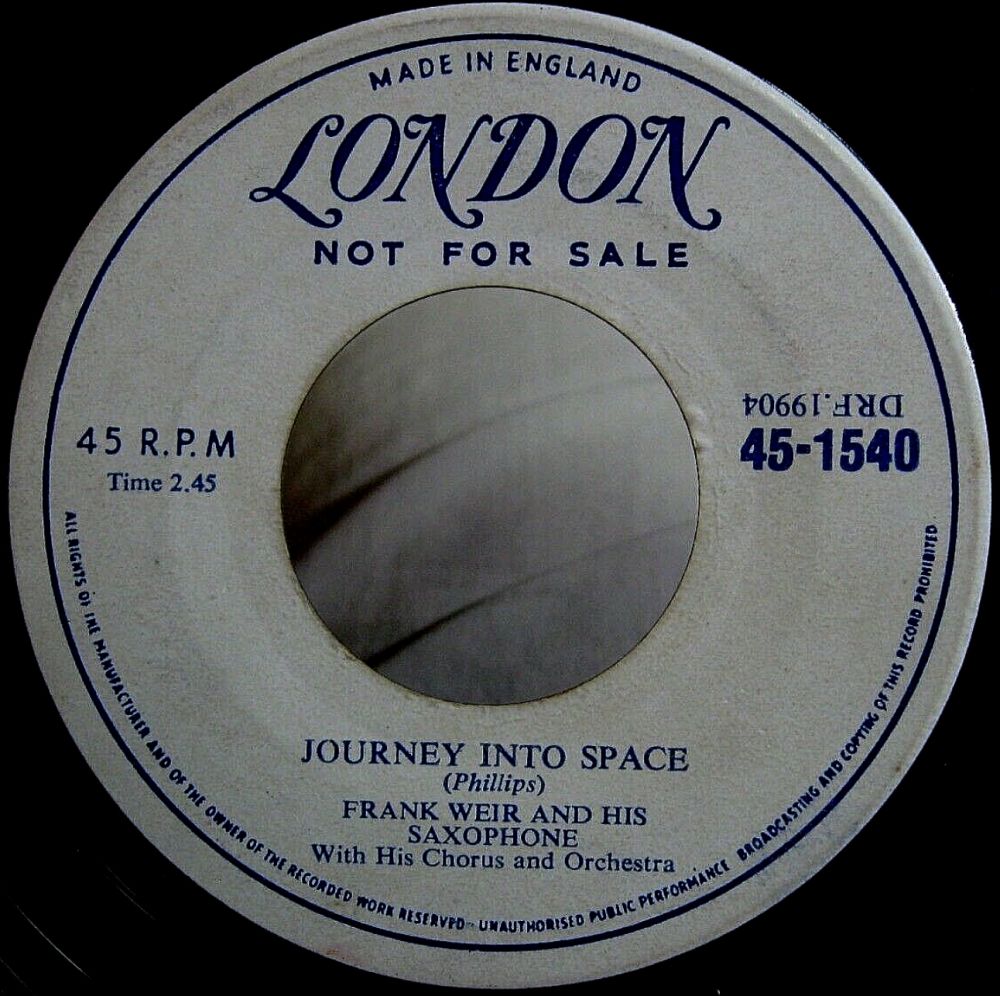 MADE IN ENGLAND
LONDON
NOT FOR SALE
45 R.P.M
Time 2.45
DRF.19904
45-1540
JOURNEY INTO SPACE
(Phillips)
FRANK WEIR AND HIS
SAXOPHONE
With His Chorus and Orchestra
ALL RIGHTS OF THE MANUFACTURER AND OF THE OWNER OF THE RECORDED WORK RESERVED - UNAUTHORISED PUBLIC PERFORMANCE BROADCASTING AND COPYING OF THIS RECORD PROHIBITED